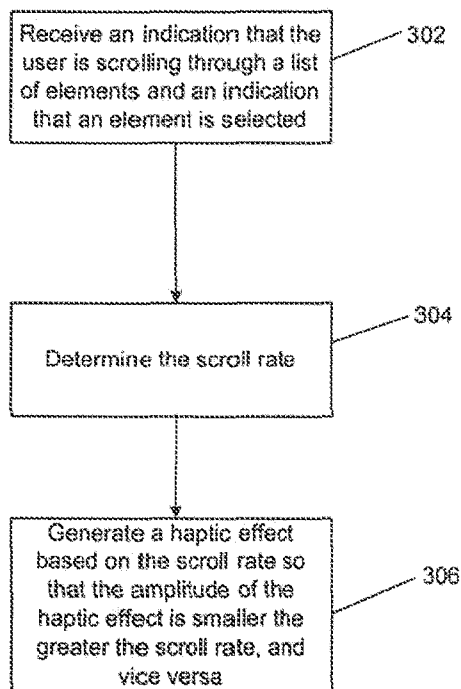 Receive an indication that the
user is scrolling through a list
of elements and an indication
that an element is selected
302
Determine the scroll rate
304
Generate a haptic effect
based on the scroll rate so
that the amplitude of the
haptic effect is smaller the
greater the scroll rate, and
vice versa
306